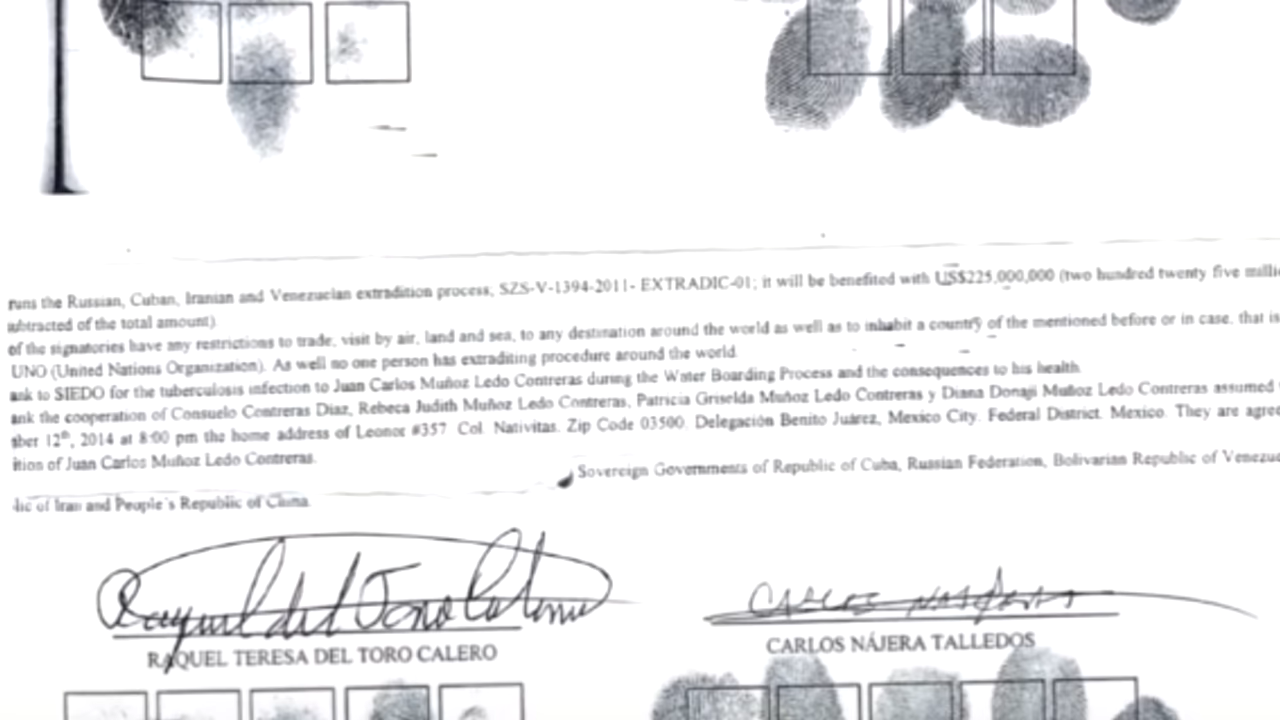 runs the Russian, Cuban, Iranian and Venezuelan extradition process; SZS-V-1394-2011- EXTRADIC-01; it will be benefited with US$225,000,000 (two hundred twenty five milli
ubtracted of the total amount).
of the signatories have any restrictions to trade, visit by air, land and sea, to any destination around the world as well as to inhabit a country of the mentioned before or in case, that is
UNO (United Nations Organization). As well no one person has extraditing procedure around the world.
ank to SIEDO for the tuberculosis infection to Juan Carlos Muñoz Ledo Contreras during the Water Boarding Process and the consequences to his health.
ank the cooperation of Consuelo Contreras Diaz, Rebeca Judith Muñoz Ledo Contreras, Patricia Griselda Muñoz Ledo Contreras y Diana Donaji Muñoz Ledo Contreras assumed
ber 12th, 2014 at 8:00 pm the home address of Leonor #357 Col. Nativitas. Zip Code 03500. Delegación Benito Juárez, Mexico City. Federal District. Mexico. They are agree
ition of Juan Carlos Muñoz Ledo Contreras.
Sovereign Governments of Republic of Cuba, Russian Federation, Bolivarian Republic of Venezue
lic of Iran and People's Republic of China.
Raquel del Toro Calero
Carlos Najera
RAQUEL TERESA DEL TORO CALERO
CARLOS NÁJERA TALLEDOS